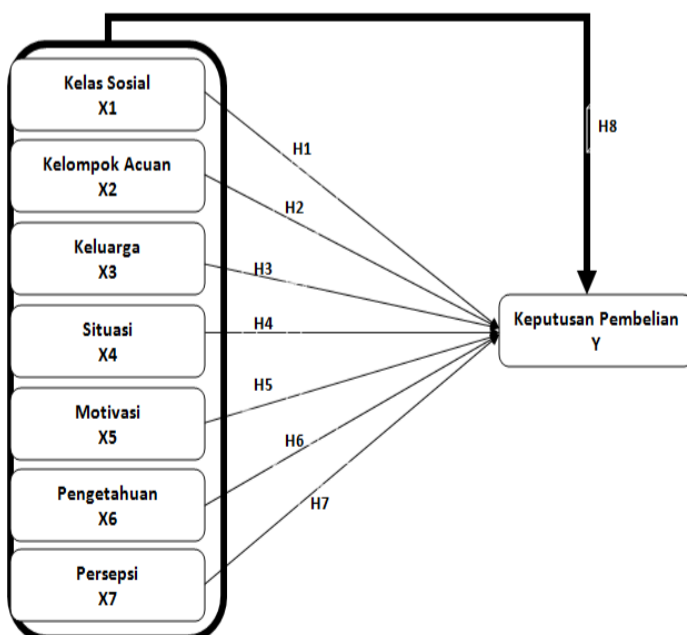 Kelas Sosial
X1
Kelompok Acuan
X2
Keluarga
X3
Situasi
X4
Motivasi
X5
Pengetahuan
X6
Persepsi
X7
H1
H2
H3
H4
H5
H6
H7
H8
Keputusan Pembelian
Y